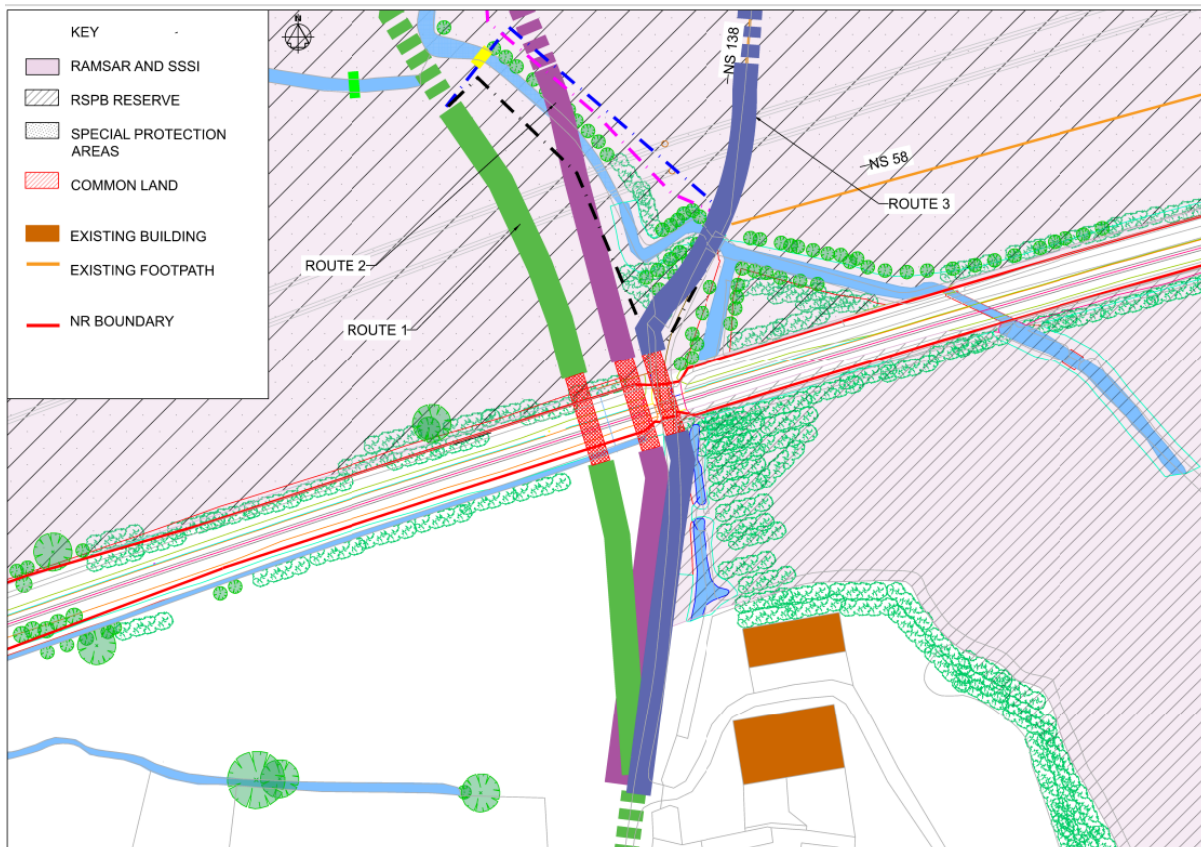 KEY
N
RAMSAR AND SSSI
RSPB RESERVE
SPECIAL PROTECTION
AREAS
COMMON LAND
EXISTING BUILDING
EXISTING FOOTPATH
NR BOUNDARY
NS 138
NS 58
ROUTE 3
ROUTE 2
ROUTE 1